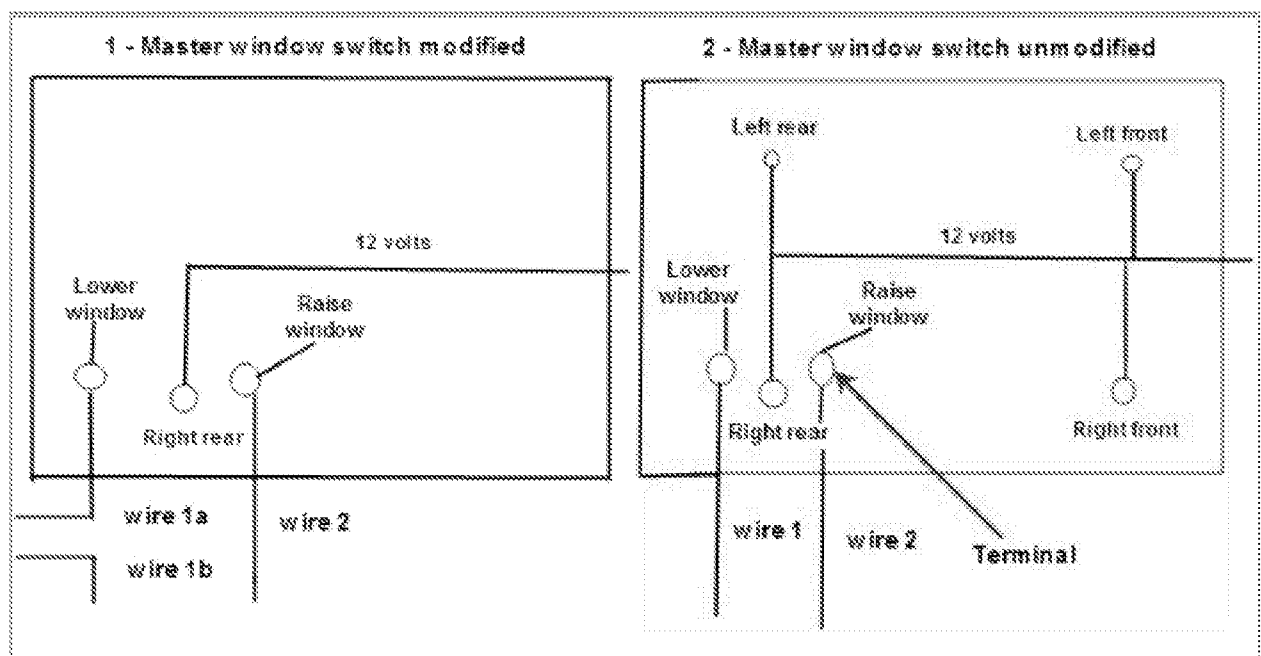 1 - Master window switch modified
12 volts
Lower
window
Raise
window
Right rear
wire 1a
wire 2
wire 1b
2 - Master window switch unmodified
Left rear
Left front
12 volts
Lower
window
Raise
window
Right rear
Right front
wire 1
wire 2
Terminal